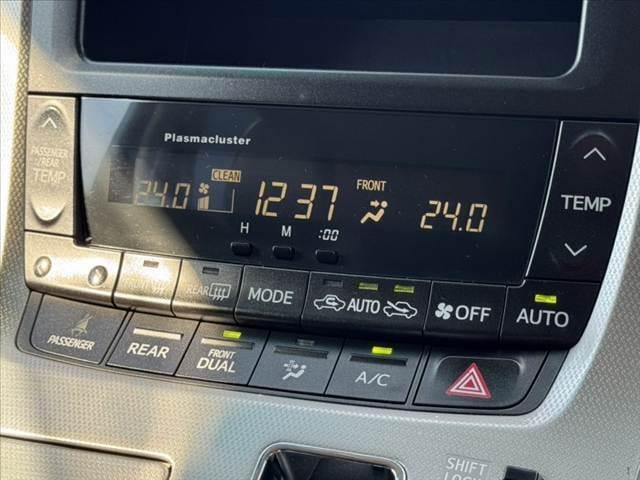 Plasmacluster
PASSENGER
/REAR
TEMP
24.0
CLEAN
12:37
FRONT
24.0
TEMP
H M :00
FRONT
REAR
MODE
AUTO
OFF
AUTO
PASSENGER
REAR
FRONT
DUAL
A/C
SHIFT
LOCK